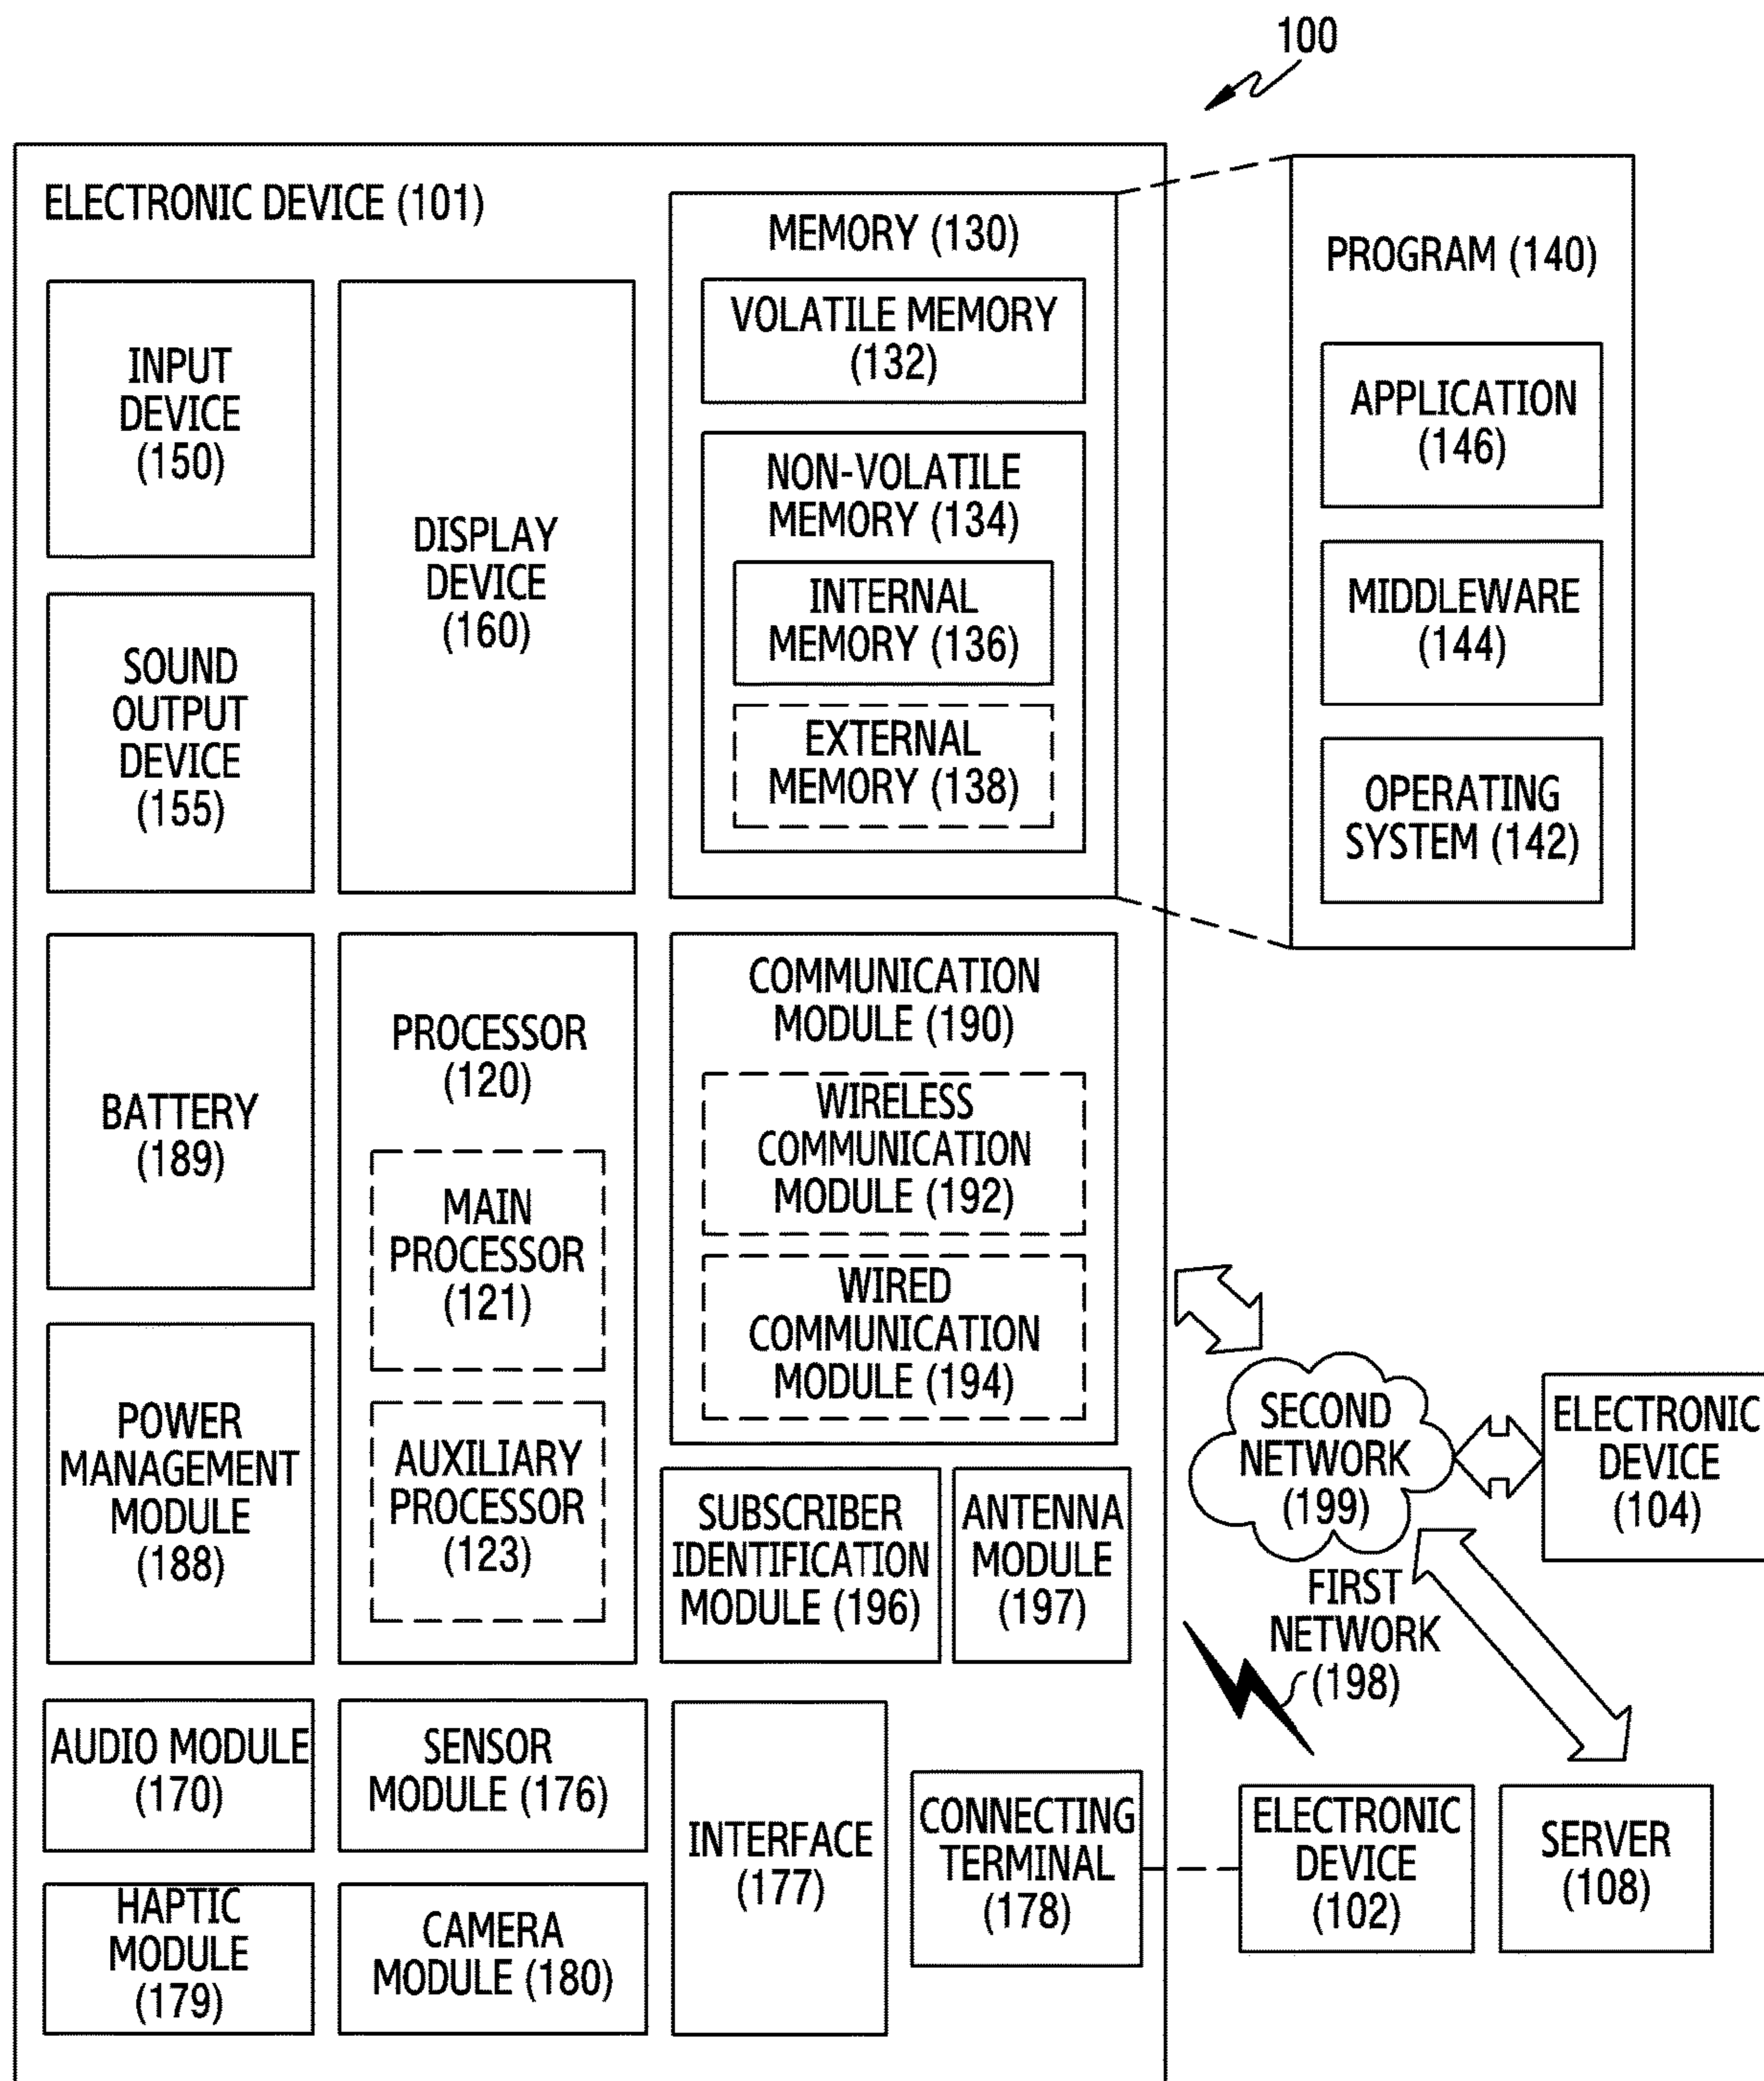 100
ELECTRONIC DEVICE (101)
INPUT
DEVICE
(150)
SOUND
OUTPUT
DEVICE
(155)
DISPLAY
DEVICE
(160)
MEMORY (130)
VOLATILE MEMORY
(132)
NON-VOLATILE
MEMORY (134)
INTERNAL
MEMORY (136)
EXTERNAL
MEMORY (138)
PROGRAM (140)
APPLICATION
(146)
MIDDLEWARE
(144)
OPERATING
SYSTEM (142)
BATTERY
(189)
POWER
MANAGEMENT
MODULE
(188)
PROCESSOR
(120)
MAIN
PROCESSOR
(121)
AUXILIARY
PROCESSOR
(123)
COMMUNICATION
MODULE (190)
WIRELESS
COMMUNICATION
MODULE (192)
WIRED
COMMUNICATION
MODULE (194)
SUBSCRIBER
IDENTIFICATION
MODULE (196)
ANTENNA
MODULE
(197)
SECOND
NETWORK
(199)
ELECTRONIC
DEVICE
(104)
FIRST
NETWORK
(198)
AUDIO MODULE
(170)
SENSOR
MODULE (176)
HAPTIC
MODULE
(179)
CAMERA
MODULE (180)
INTERFACE
(177)
CONNECTING
TERMINAL
(178)
ELECTRONIC
DEVICE
(102)
SERVER
(108)